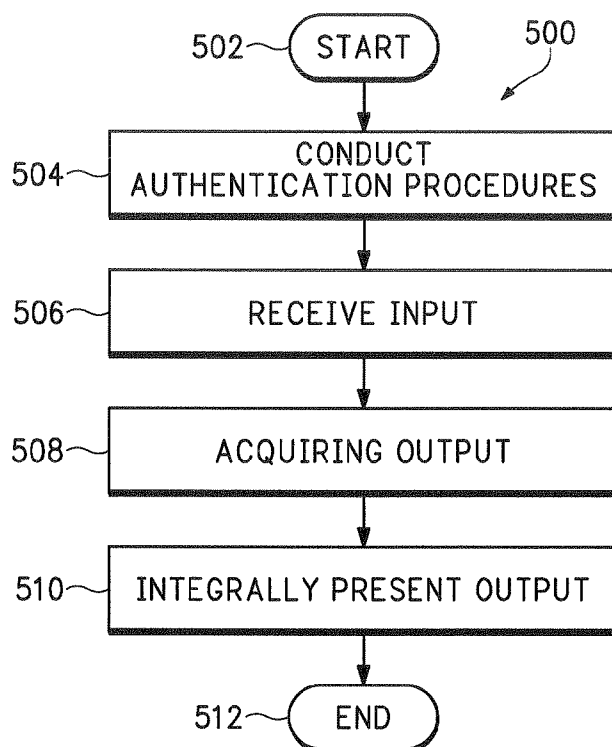 502 START
500
504 CONDUCT
AUTHENTICATION PROCEDURES
506 RECEIVE INPUT
508 ACQUIRING OUTPUT
510 INTEGRALLY PRESENT OUTPUT
512 END